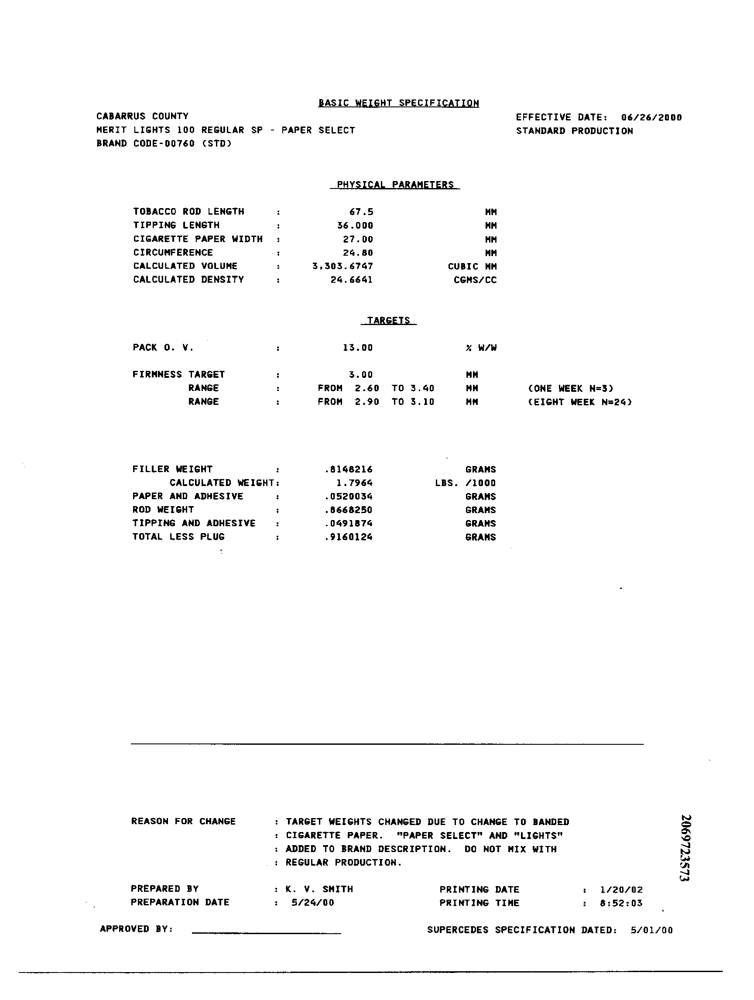 BASIC WEIGHT SPECIFICATION
CABARRUS COUNTY EFFECTIVE DATE: 06/26/2000
MERIT LIGHTS 100 REGULAR SP - PAPER SELECT STANDARD PRODUCTION
BRAND CODE-00760 (STD)
PHYSICAL PARAMETERS
TOBACCO ROD LENGTH : 67.5 MM
TIPPING LENGTH : 36.000 MM
CIGARETTE PAPER WIDTH : 27.00 MM
CIRCUMFERENCE : 24.80 MM
CALCULATED VOLUME : 3,303.6747 CUBIC MM
CALCULATED DENSITY : 24.6641 CGMS/CC
TARGETS
PACK O. V. : 13.00 % W/W
FIRMNESS TARGET : 3.00 MM
RANGE : FROM 2.60 TO 3.40 MM (ONE WEEK N=3)
RANGE : FROM 2.90 TO 3.10 MM (EIGHT WEEK N=24)
FILLER WEIGHT : .8148216 GRAMS
CALCULATED WEIGHT: 1.7964 LBS. /1000
PAPER AND ADHESIVE : .0520034 GRAMS
ROD WEIGHT : .8668250 GRAMS
TIPPING AND ADHESIVE : .0491874 GRAMS
TOTAL LESS PLUG : .9160124 GRAMS
REASON FOR CHANGE : TARGET WEIGHTS CHANGED DUE TO CHANGE TO BANDED
: CIGARETTE PAPER. "PAPER SELECT" AND "LIGHTS"
: ADDED TO BRAND DESCRIPTION. DO NOT MIX WITH
: REGULAR PRODUCTION.
PREPARED BY : K. V. SMITH PRINTING DATE : 1/20/02
PREPARATION DATE : 5/24/00 PRINTING TIME : 8:52:03
APPROVED BY: SUPERCEDES SPECIFICATION DATED: 5/01/00
2069723573